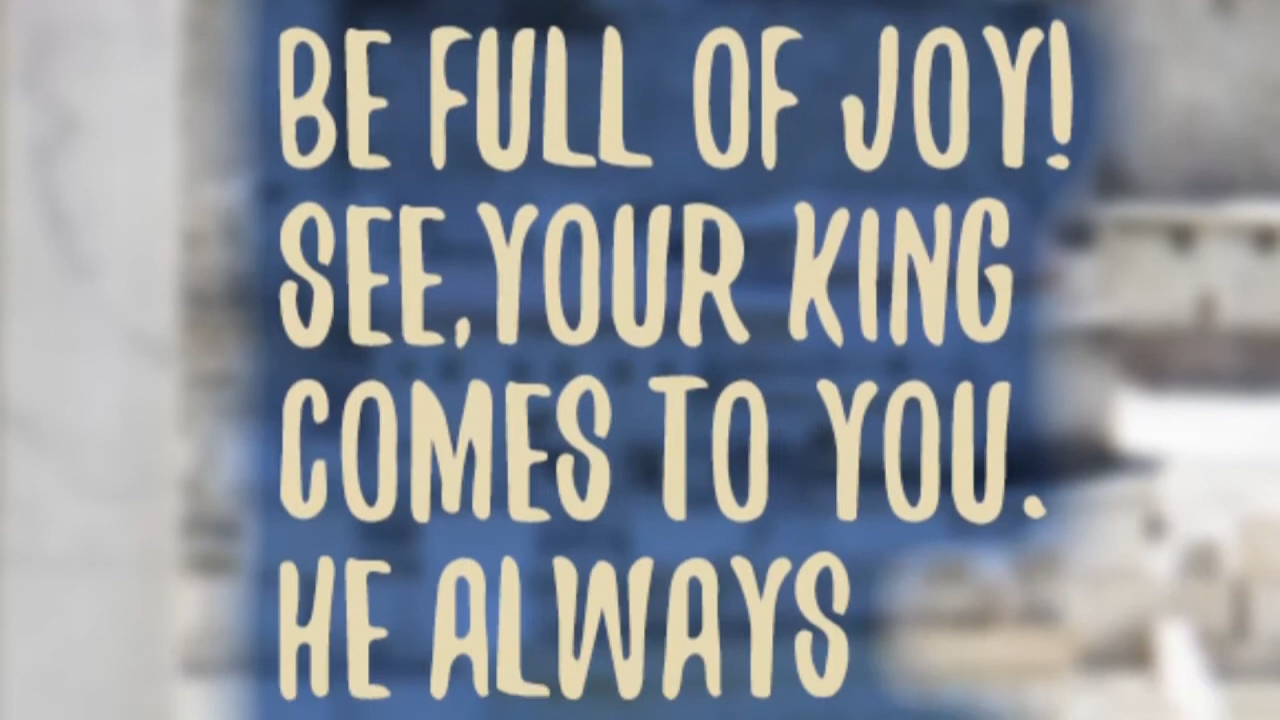 BE FULL OF JOY!
SEE, YOUR KING
COMES TO YOU.
HE ALWAYS